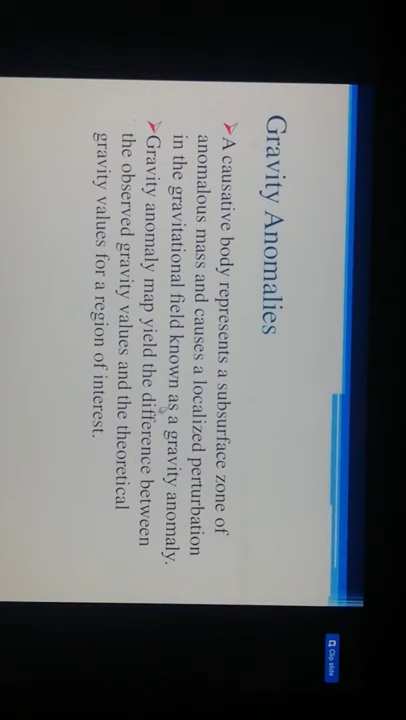 Gravity Anomalies
➢A causative body represents a subsurface zone of
anomalous mass and causes a localized perturbation
in the gravitational field known as a gravity anomaly.
➢Gravity anomaly map yield the difference between
the observed gravity values and the theoretical
gravity values for a region of interest.
Clip slide